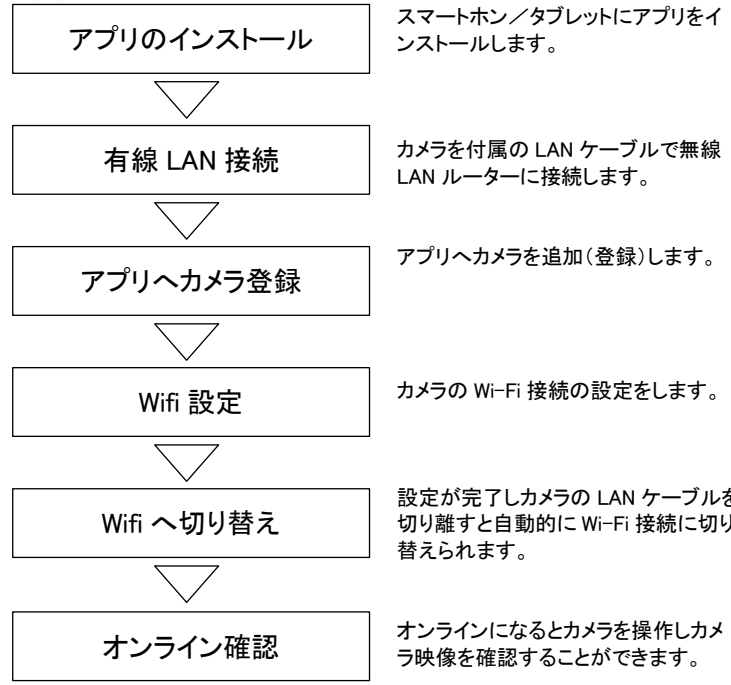 アプリのインストール
スマートホン／タブレットにアプリをイ
ンストールします。
有線 LAN 接続
カメラを付属の LAN ケーブルで無線
LAN ルーターに接続します。
アプリへカメラ登録
アプリへカメラを追加（登録）します。
Wifi 設定
カメラの Wi-Fi 接続の設定をします。
Wifi へ切り替え
設定が完了しカメラの LAN ケーブルを
切り離すと自動的に Wi-Fi 接続に切り
替えられます。
オンライン確認
オンラインになるとカメラを操作しカメ
ラ映像を確認することができます。